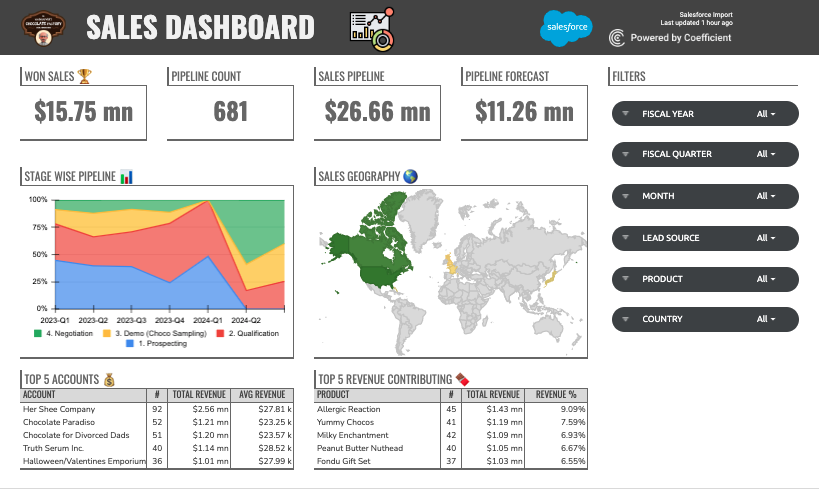 CHOCOLATE FACTORY
SALES DASHBOARD
salesforce
Salesforce Import
Last updated 1 hour ago
Powered by Coefficient
WON SALES
PIPELINE COUNT
SALES PIPELINE
PIPELINE FORECAST
FILTERS
$15.75 mn
681
$26.66 mn
$11.26 mn
FISCAL YEAR All
FISCAL QUARTER All
MONTH All
LEAD SOURCE All
PRODUCT All
COUNTRY All
STAGE WISE PIPELINE
100%
75%
50%
25%
0%
2023-Q1 2023-Q2 2023-Q3 2023-Q4 2024-Q1 2024-Q2
4. Negotiation 3. Demo (Choco Sampling) 2. Qualification
1. Prospecting
SALES GEOGRAPHY
TOP 5 ACCOUNTS
ACCOUNT # TOTAL REVENUE AVG REVENUE
Her Shee Company 92 $2.56 mn $27.81 k
Chocolate Paradiso 52 $1.21 mn $23.25 k
Chocolate for Divorced Dads 51 $1.20 mn $23.57 k
Truth Serum Inc. 40 $1.14 mn $28.52 k
Halloween/Valentines Emporium 36 $1.01 mn $27.99 k
TOP 5 REVENUE CONTRIBUTING
PRODUCT # TOTAL REVENUE REVENUE %
Allergic Reaction 45 $1.43 mn 9.09%
Yummy Chocos 41 $1.19 mn 7.59%
Milky Enchantment 42 $1.09 mn 6.93%
Peanut Butter Nuthead 40 $1.05 mn 6.67%
Fondu Gift Set 37 $1.03 mn 6.55%